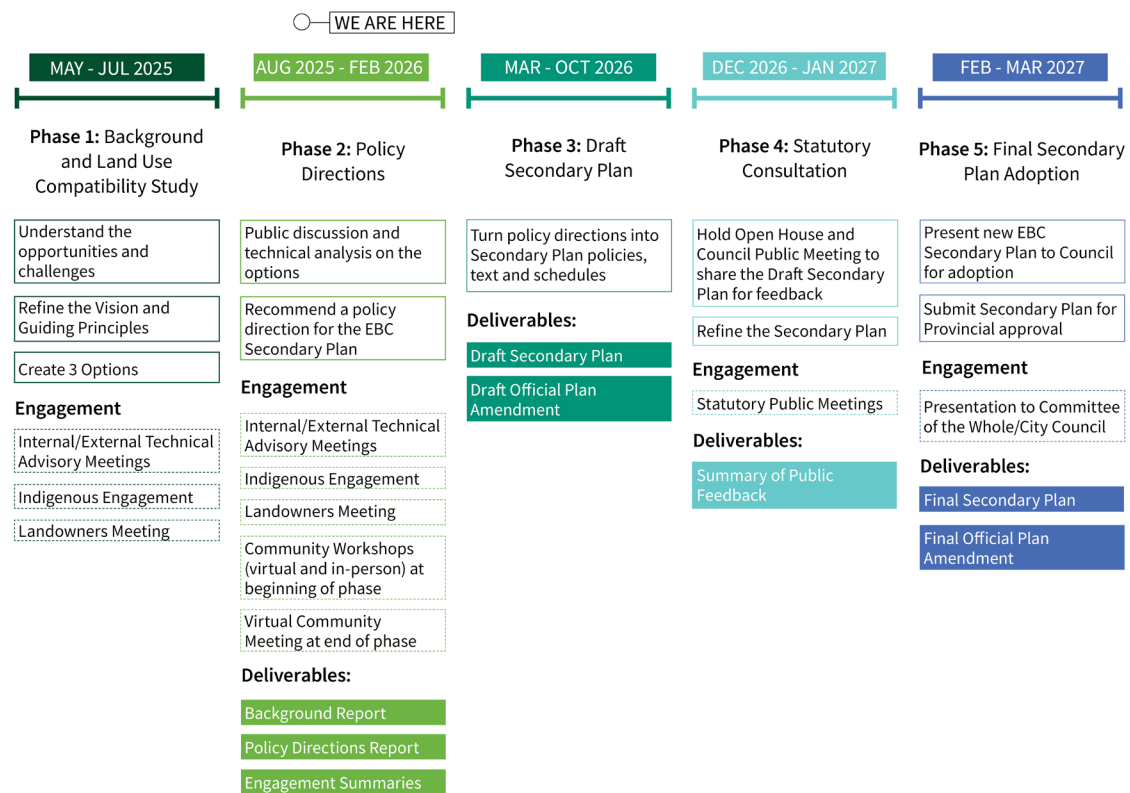 WE ARE HERE
MAY - JUL 2025
Phase 1: Background
and Land Use
Compatibility Study
Understand the
opportunities and
challenges
Refine the Vision and
Guiding Principles
Create 3 Options
Engagement
Internal/External Technical
Advisory Meetings
Indigenous Engagement
Landowners Meeting
AUG 2025 - FEB 2026
Phase 2: Policy
Directions
Public discussion and
technical analysis on the
options
Recommend a policy
direction for the EBC
Secondary Plan
Engagement
Internal/External Technical
Advisory Meetings
Indigenous Engagement
Landowners Meeting
Community Workshops
(virtual and in-person) at
beginning of phase
Virtual Community
Meeting at end of phase
Deliverables:
Background Report
Policy Directions Report
Engagement Summaries
MAR - OCT 2026
Phase 3: Draft
Secondary Plan
Turn policy directions into
Secondary Plan policies,
text and schedules
Deliverables:
Draft Secondary Plan
Draft Official Plan
Amendment
DEC 2026 - JAN 2027
Phase 4: Statutory
Consultation
Hold Open House and
Council Public Meeting to
share the Draft Secondary
Plan for feedback
Refine the Secondary Plan
Engagement
Statutory Public Meetings
Deliverables:
Summary of Public
Feedback
FEB - MAR 2027
Phase 5: Final Secondary
Plan Adoption
Present new EBC
Secondary Plan to Council
for adoption
Submit Secondary Plan for
Provincial approval
Engagement
Presentation to Committee
of the Whole/City Council
Deliverables:
Final Secondary Plan
Final Official Plan
Amendment